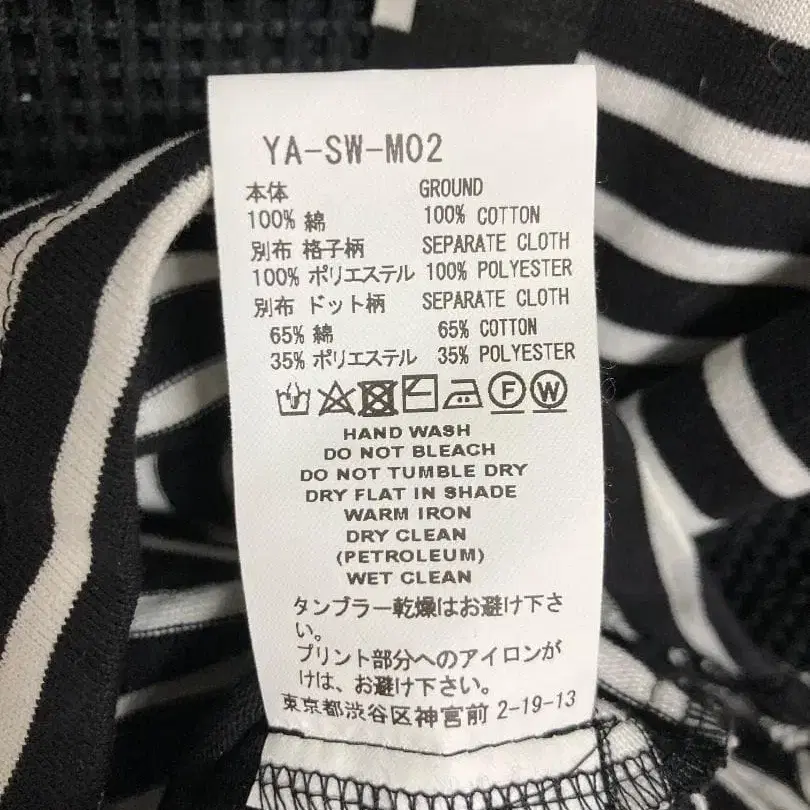 YA-SW-M02
本体 GROUND
100% 綿 100% COTTON
別布 格子柄 SEPARATE CLOTH
100% ポリエステル 100% POLYESTER
別布 ドット柄 SEPARATE CLOTH
65% 綿 65% COTTON
35% ポリエステル 35% POLYESTER
F W
HAND WASH
DO NOT BLEACH
DO NOT TUMBLE DRY
DRY FLAT IN SHADE
WARM IRON
DRY CLEAN
(PETROLEUM)
WET CLEAN
タンブラー乾燥はお避け下さ
い。
プリント部分へのアイロンが
けは、お避け下さい。
東京都渋谷区神宮前 2-19-13